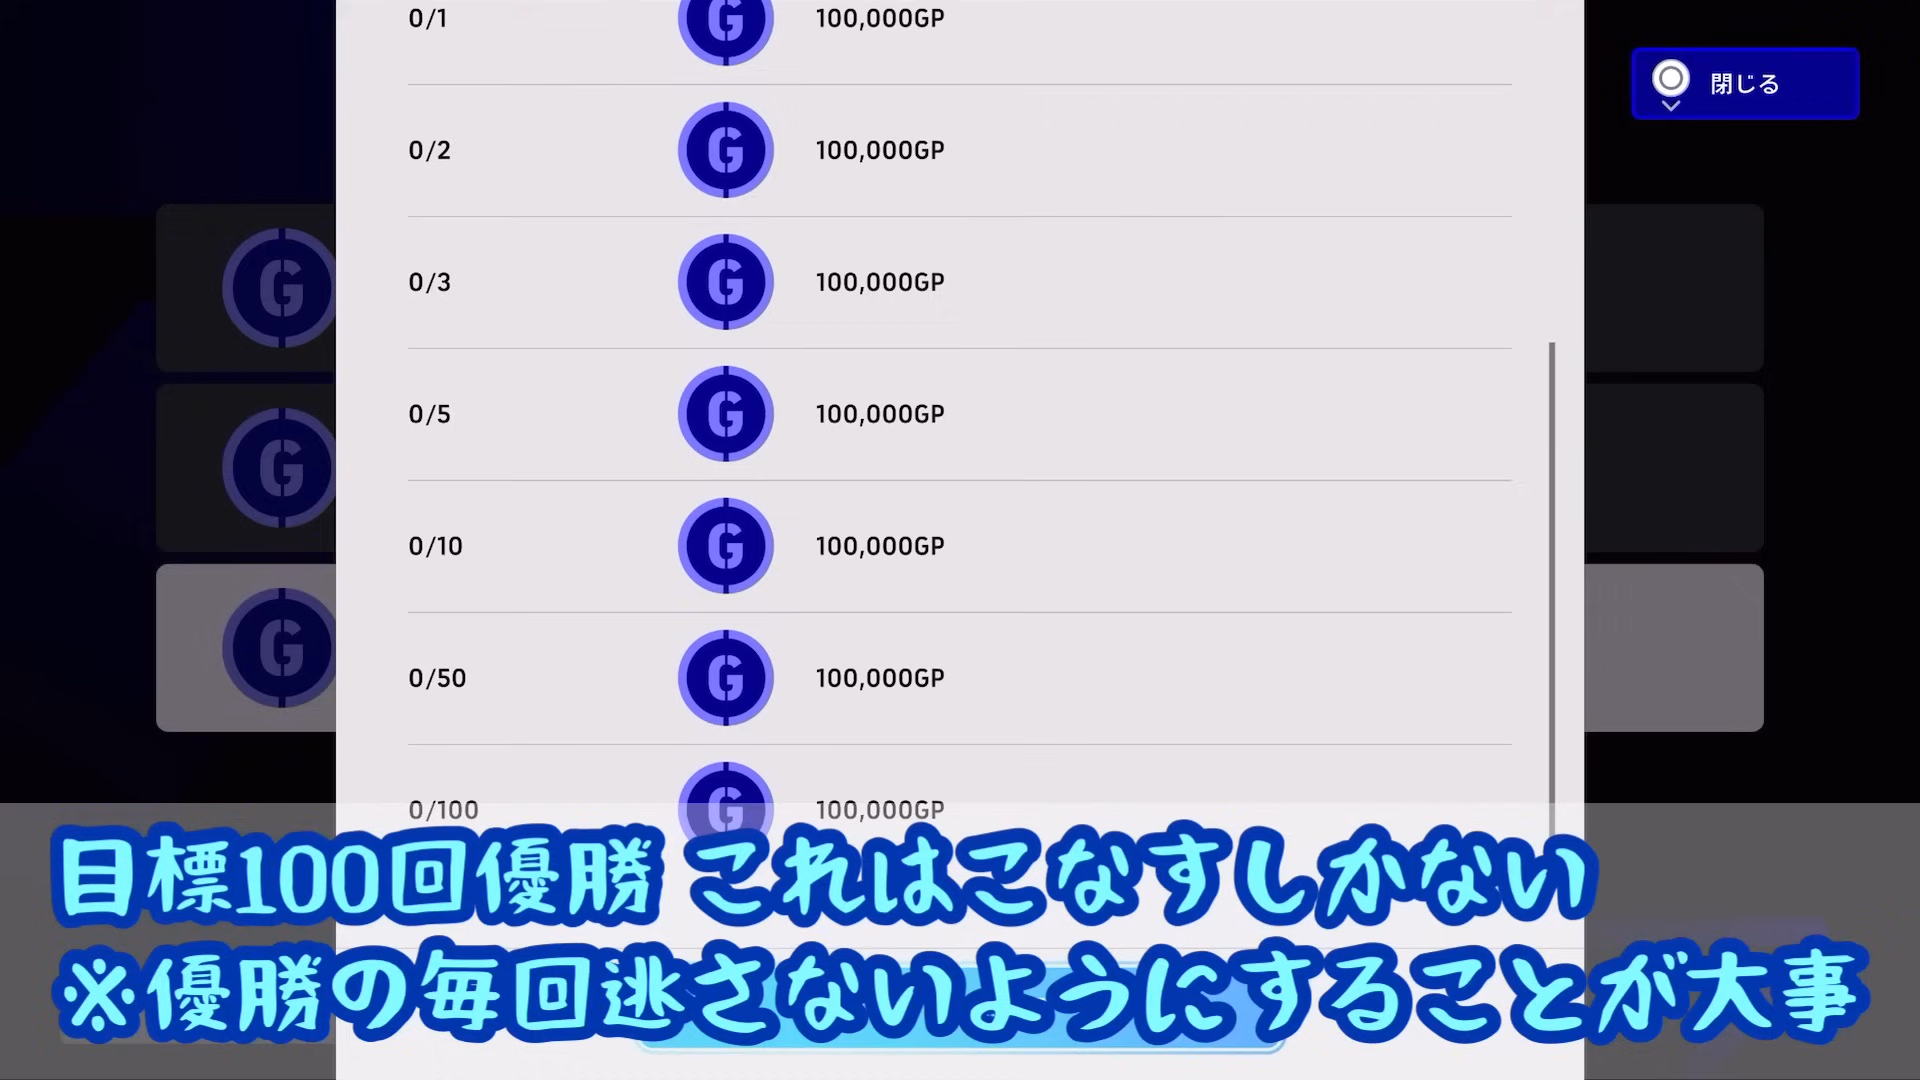 0/1 100,000GP
閉じる
0/2 100,000GP
0/3 100,000GP
0/5 100,000GP
0/10 100,000GP
0/50 100,000GP
0/100 100,000GP
目標100回優勝 これはこなすしかない
※優勝の毎回逃さないようにすることが大事